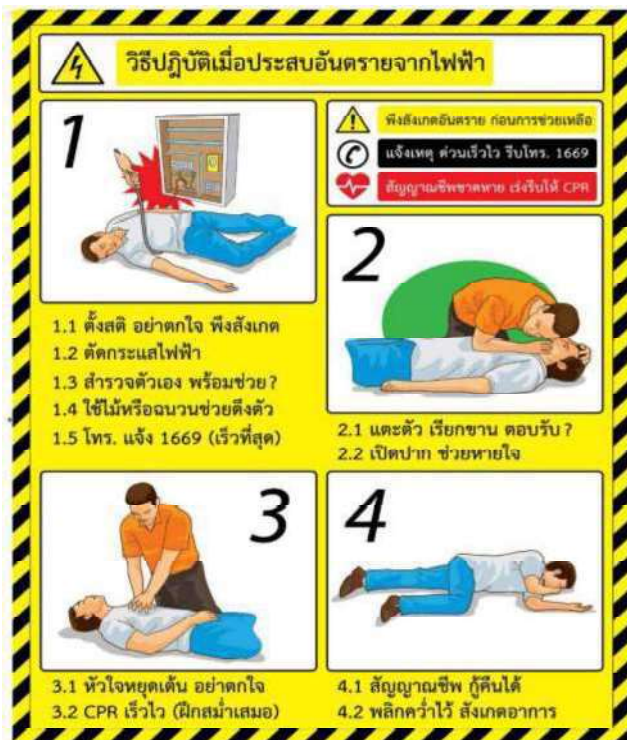 วิธีปฏิบัติเมื่อประสบอันตรายจากไฟฟ้า
1
1.1 ตั้งสติ อย่าตกใจ พึงสังเกต
1.2 ตัดกระแสไฟฟ้า
1.3 สำรวจตัวเอง พร้อมช่วย?
1.4 ใช้ไม้หรือฉนวนช่วยดึงตัว
1.5 โทร. แจ้ง 1669 (เร็วที่สุด)
พึงสังเกตอันตราย ก่อนการช่วยเหลือ
แจ้งเหตุ ด่วนเร็วไว รีบโทร. 1669
สัญญาณชีพขาดหาย เร่งรีบให้ CPR
2
2.1 แตะตัว เรียกขาน ตอบรับ?
2.2 เปิดปาก ช่วยหายใจ
3
3.1 หัวใจหยุดเต้น อย่าตกใจ
3.2 CPR เร็วไว (ฝึกสม่ำเสมอ)
4
4.1 สัญญาณชีพ กู้คืนได้
4.2 พลิกคว่ำไว้ สังเกตอาการ